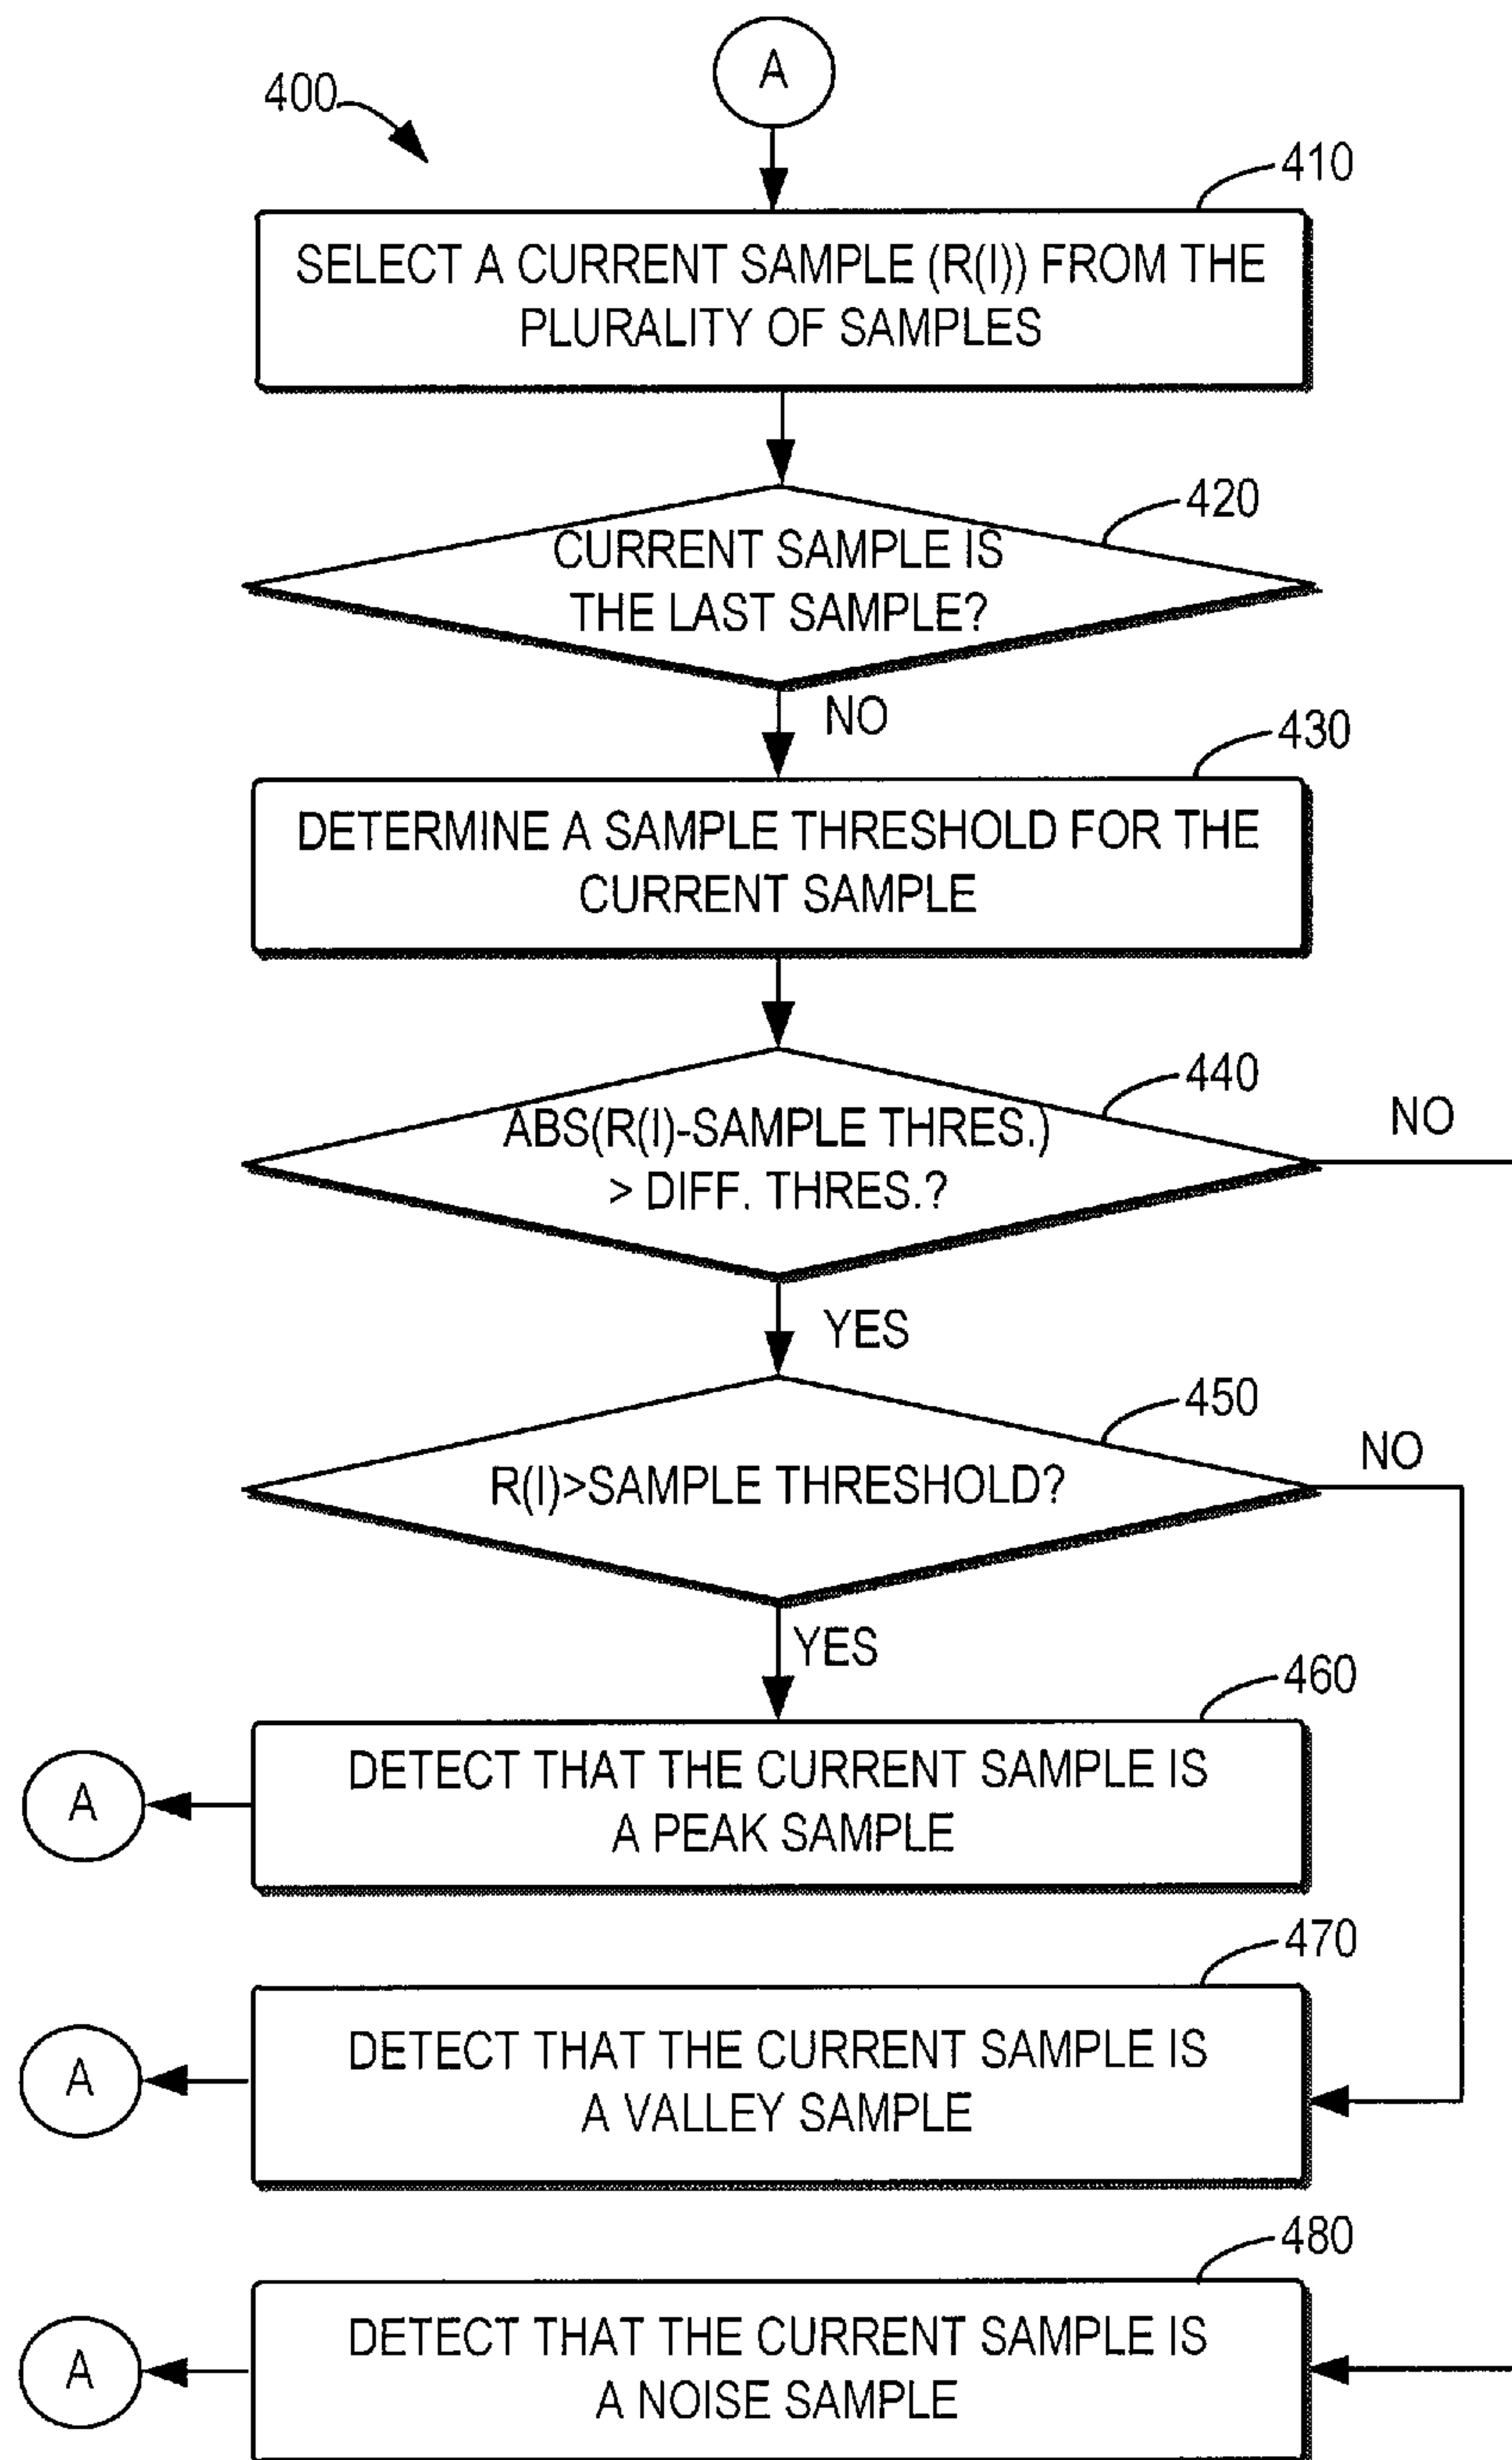 A
400
410
SELECT A CURRENT SAMPLE (R(I)) FROM THE
PLURALITY OF SAMPLES
420
CURRENT SAMPLE IS
THE LAST SAMPLE?
NO
430
DETERMINE A SAMPLE THRESHOLD FOR THE
CURRENT SAMPLE
440
ABS(R(I)-SAMPLE THRES.)
> DIFF. THRES.?
NO
YES
450
R(I)>SAMPLE THRESHOLD?
NO
YES
460
DETECT THAT THE CURRENT SAMPLE IS
A PEAK SAMPLE
A
470
DETECT THAT THE CURRENT SAMPLE IS
A VALLEY SAMPLE
A
480
DETECT THAT THE CURRENT SAMPLE IS
A NOISE SAMPLE
A